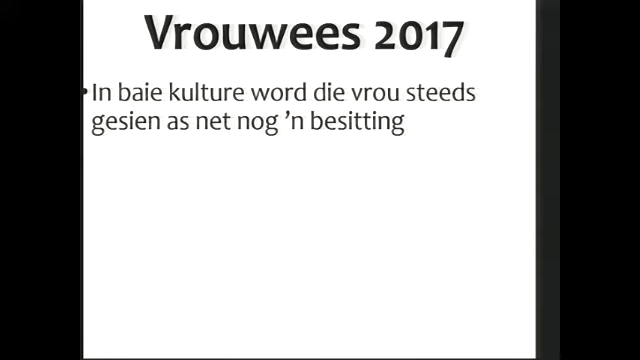 Vrouwees 2017
•In baie kulture word die vrou steeds
gesien as net nog ’n besitting